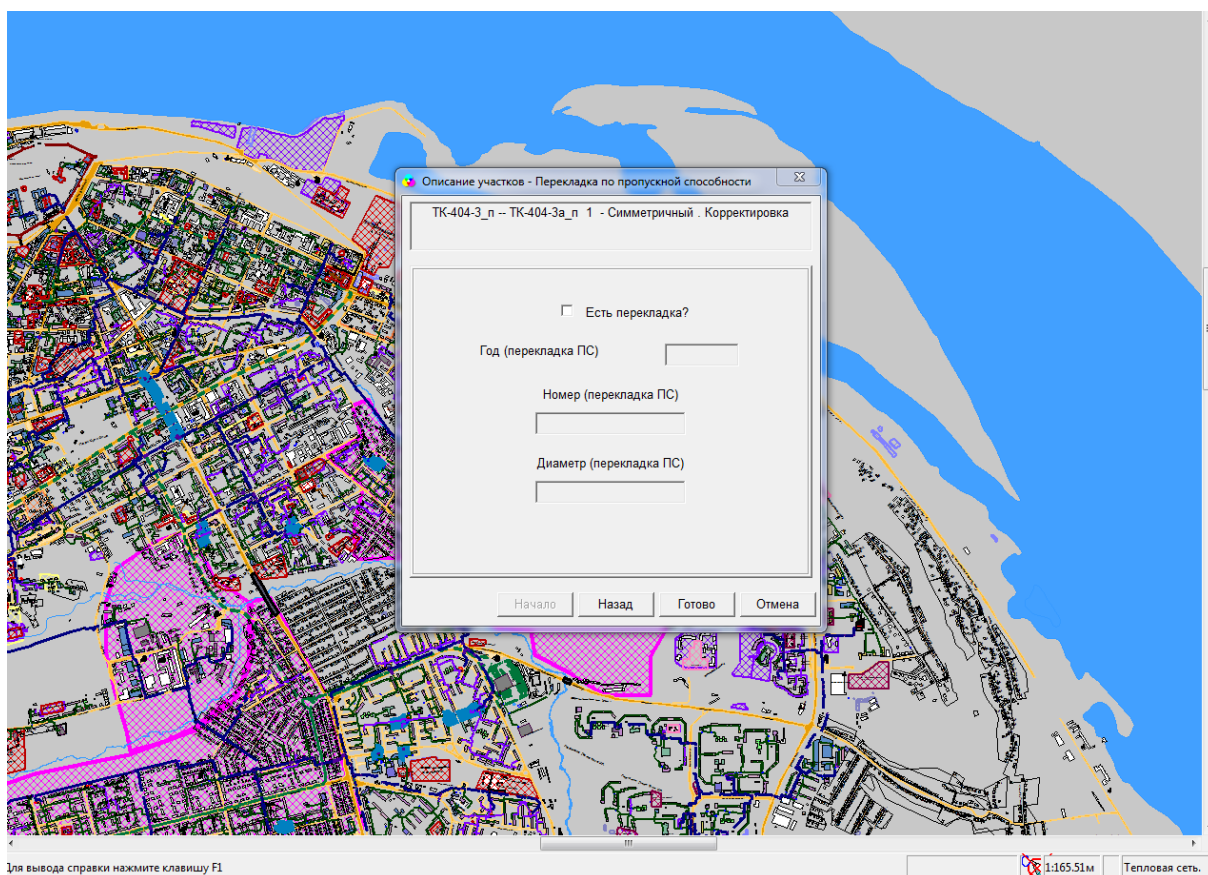 Описание участков - Перекладка по пропускной способности
ТК-404-3_п -- ТК-404-3а_п 1 - Симметричный . Корректировка
Есть перекладка?
Год (перекладка ПС)
Номер (перекладка ПС)
Диаметр (перекладка ПС)
Начало Назад Готово Отмена
Для вывода справки нажмите клавишу F1
1:165.51м
Тепловая сеть.